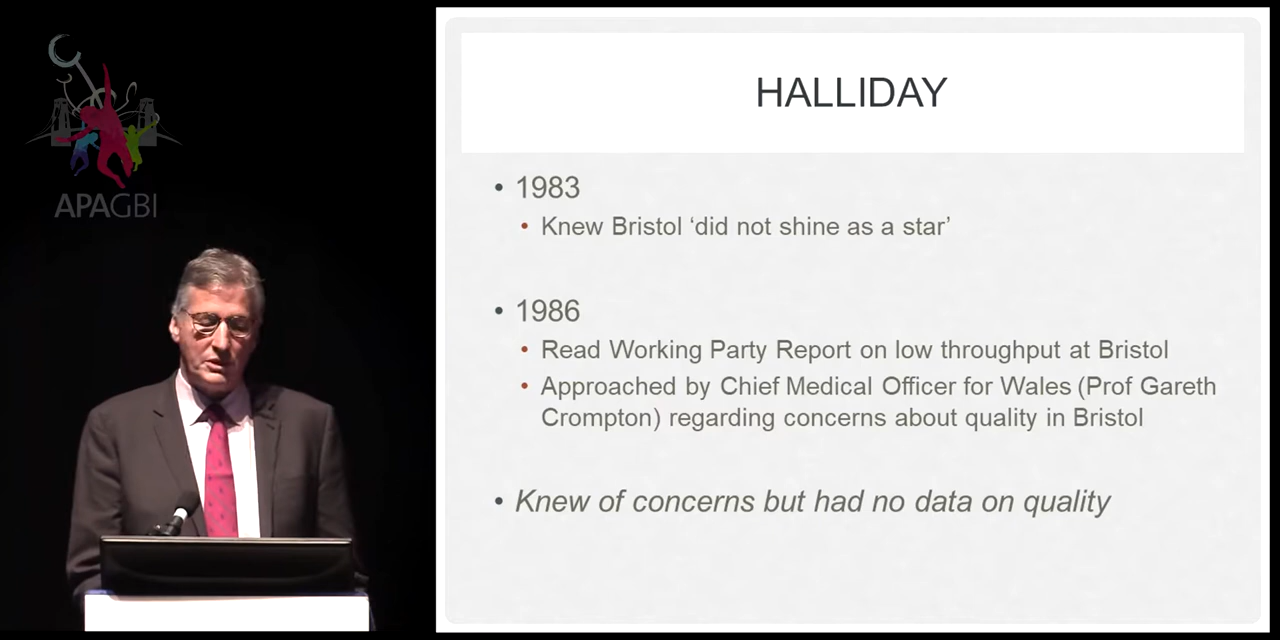 APAGBI
HALLIDAY
• 1983
• Knew Bristol ‘did not shine as a star’
• 1986
• Read Working Party Report on low throughput at Bristol
• Approached by Chief Medical Officer for Wales (Prof Gareth
Crompton) regarding concerns about quality in Bristol
• Knew of concerns but had no data on quality